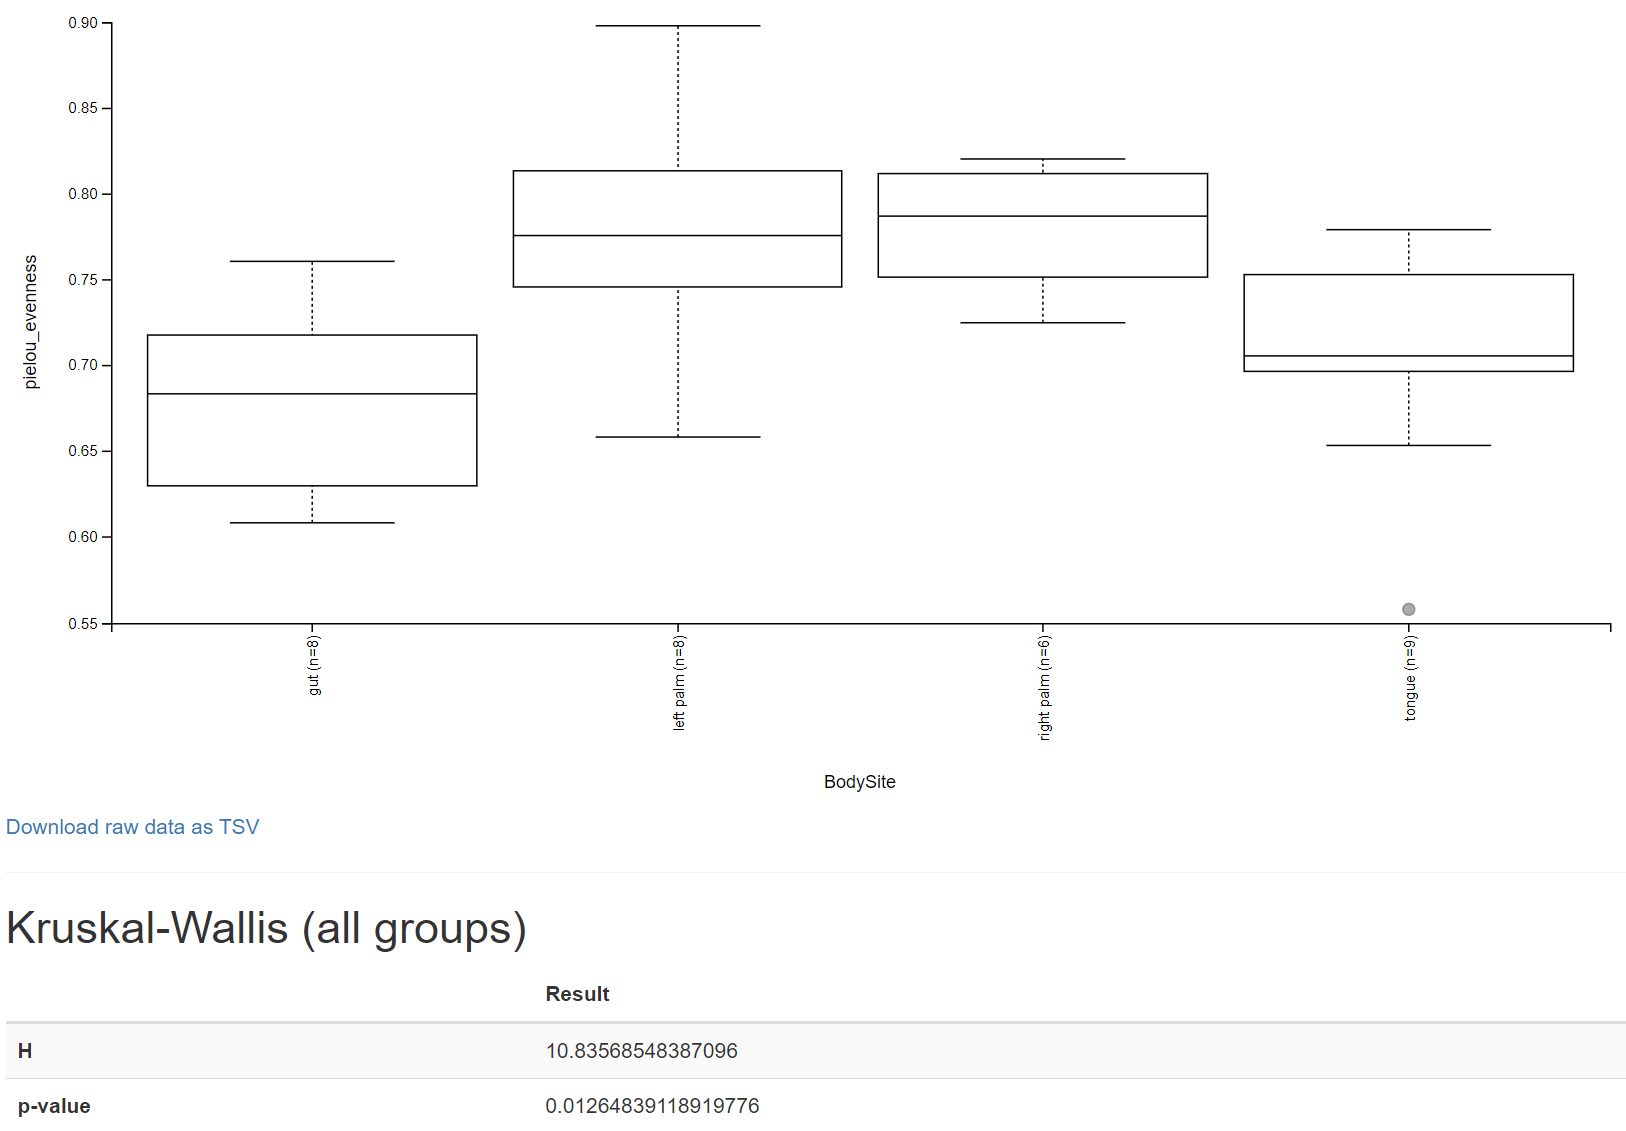 0.90
0.85
0.80
0.75
0.70
0.65
0.60
0.55
pielou_evenness
gut (n=8)
left palm (n=8)
right palm (n=6)
tongue (n=9)
BodySite
Download raw data as TSV
Kruskal-Wallis (all groups)
Result
H 10.83568548387096
p-value 0.01264839118919776